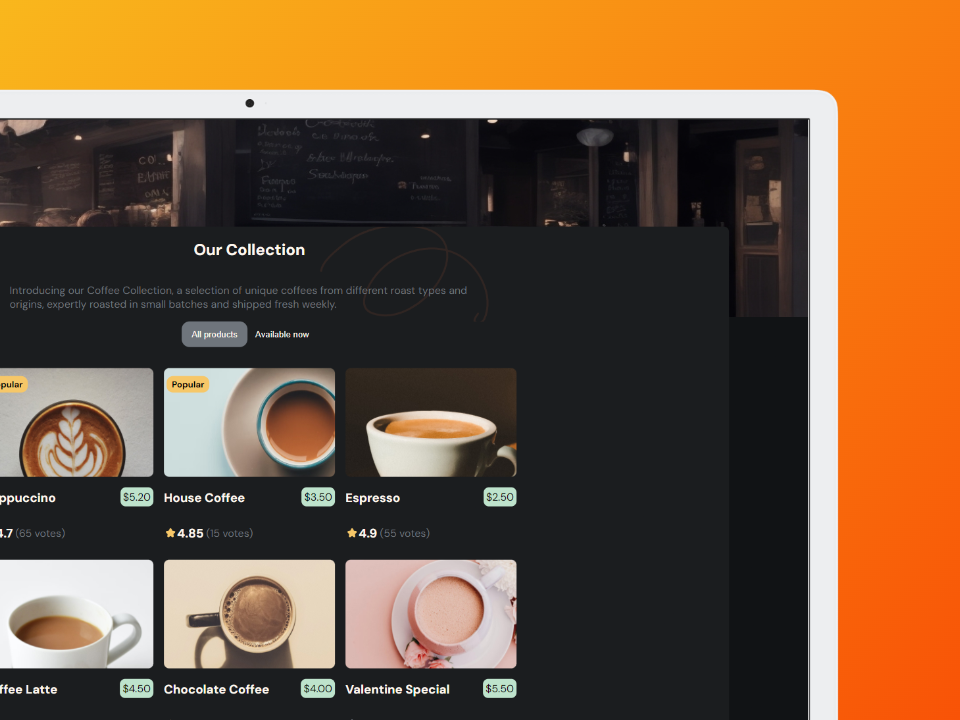 Our Collection
Introducing our Coffee Collection, a selection of unique coffees from different roast types and
origins, expertly roasted in small batches and shipped fresh weekly.
All products Available now
pular Popular
ppuccino $5.20 House Coffee $3.50 Espresso $2.50
4.7 (65 votes) 4.85 (15 votes) 4.9 (55 votes)
ffee Latte $4.50 Chocolate Coffee $4.00 Valentine Special $5.50